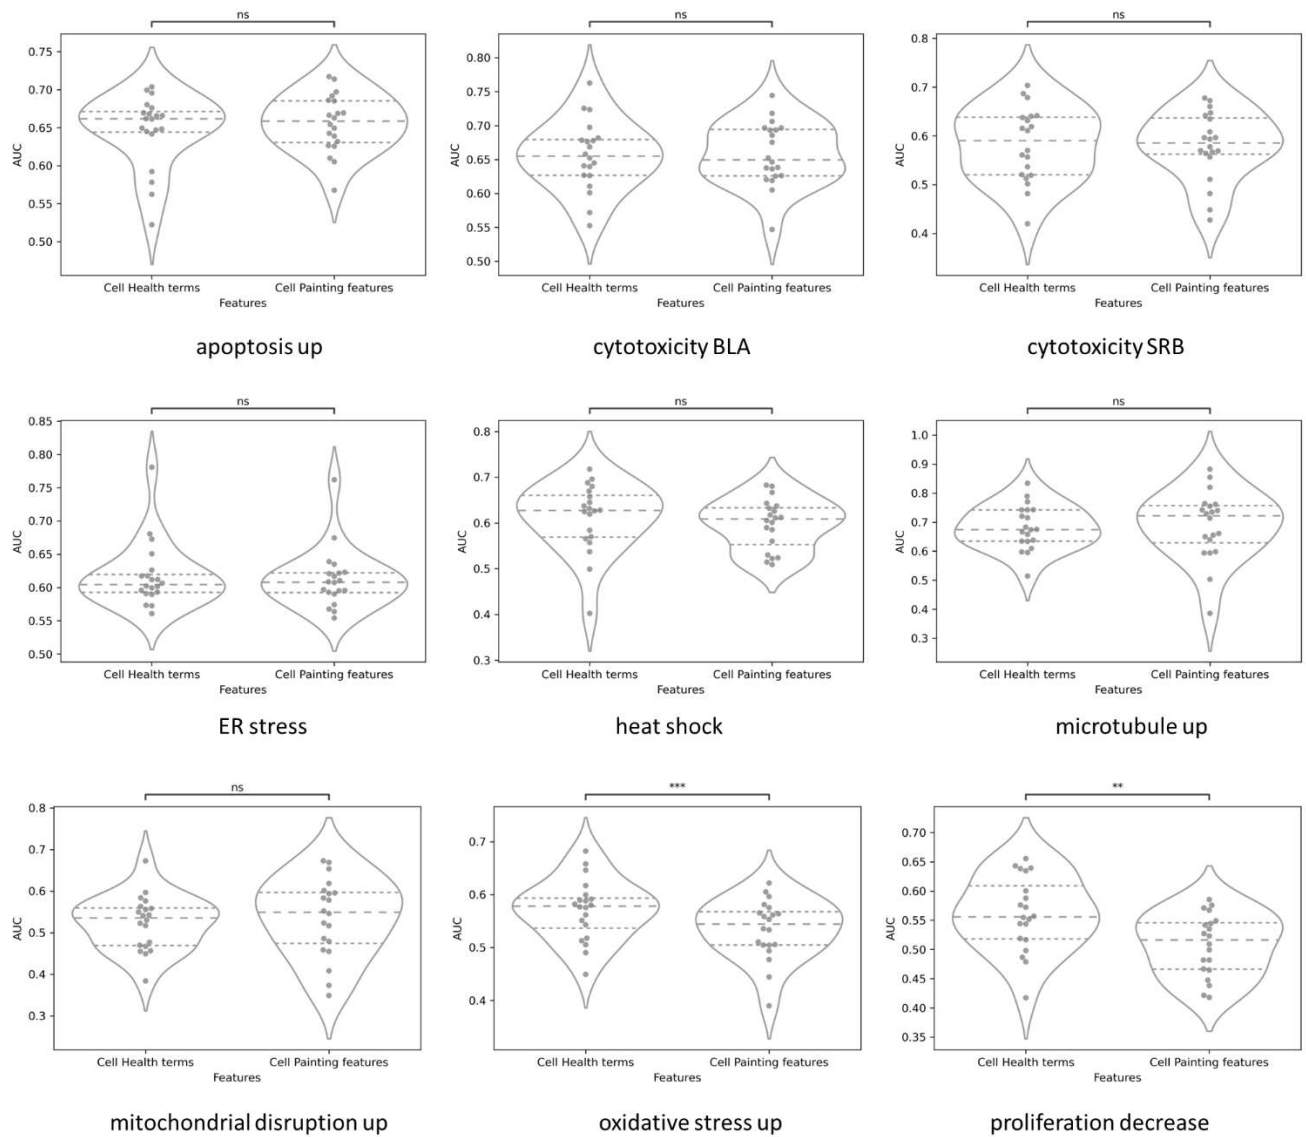 ns
AUC
0.75
0.70
0.65
0.60
0.55
0.50
Cell Health terms
Cell Painting features
Features
apoptosis up
ns
AUC
0.80
0.75
0.70
0.65
0.60
0.55
0.50
Cell Health terms
Cell Painting features
Features
cytotoxicity BLA
ns
AUC
0.8
0.7
0.6
0.5
0.4
Cell Health terms
Cell Painting features
Features
cytotoxicity SRB
ns
AUC
0.85
0.80
0.75
0.70
0.65
0.60
0.55
0.50
Cell Health terms
Cell Painting features
Features
ER stress
ns
AUC
0.8
0.7
0.6
0.5
0.4
0.3
Cell Health terms
Cell Painting features
Features
heat shock
ns
AUC
1.0
0.9
0.8
0.7
0.6
0.5
0.4
0.3
Cell Health terms
Cell Painting features
Features
microtubule up
ns
AUC
0.8
0.7
0.6
0.5
0.4
0.3
Cell Health terms
Cell Painting features
Features
mitochondrial disruption up
***
AUC
0.7
0.6
0.5
0.4
Cell Health terms
Cell Painting features
Features
oxidative stress up
**
AUC
0.70
0.65
0.60
0.55
0.50
0.45
0.40
0.35
Cell Health terms
Cell Painting features
Features
proliferation decrease